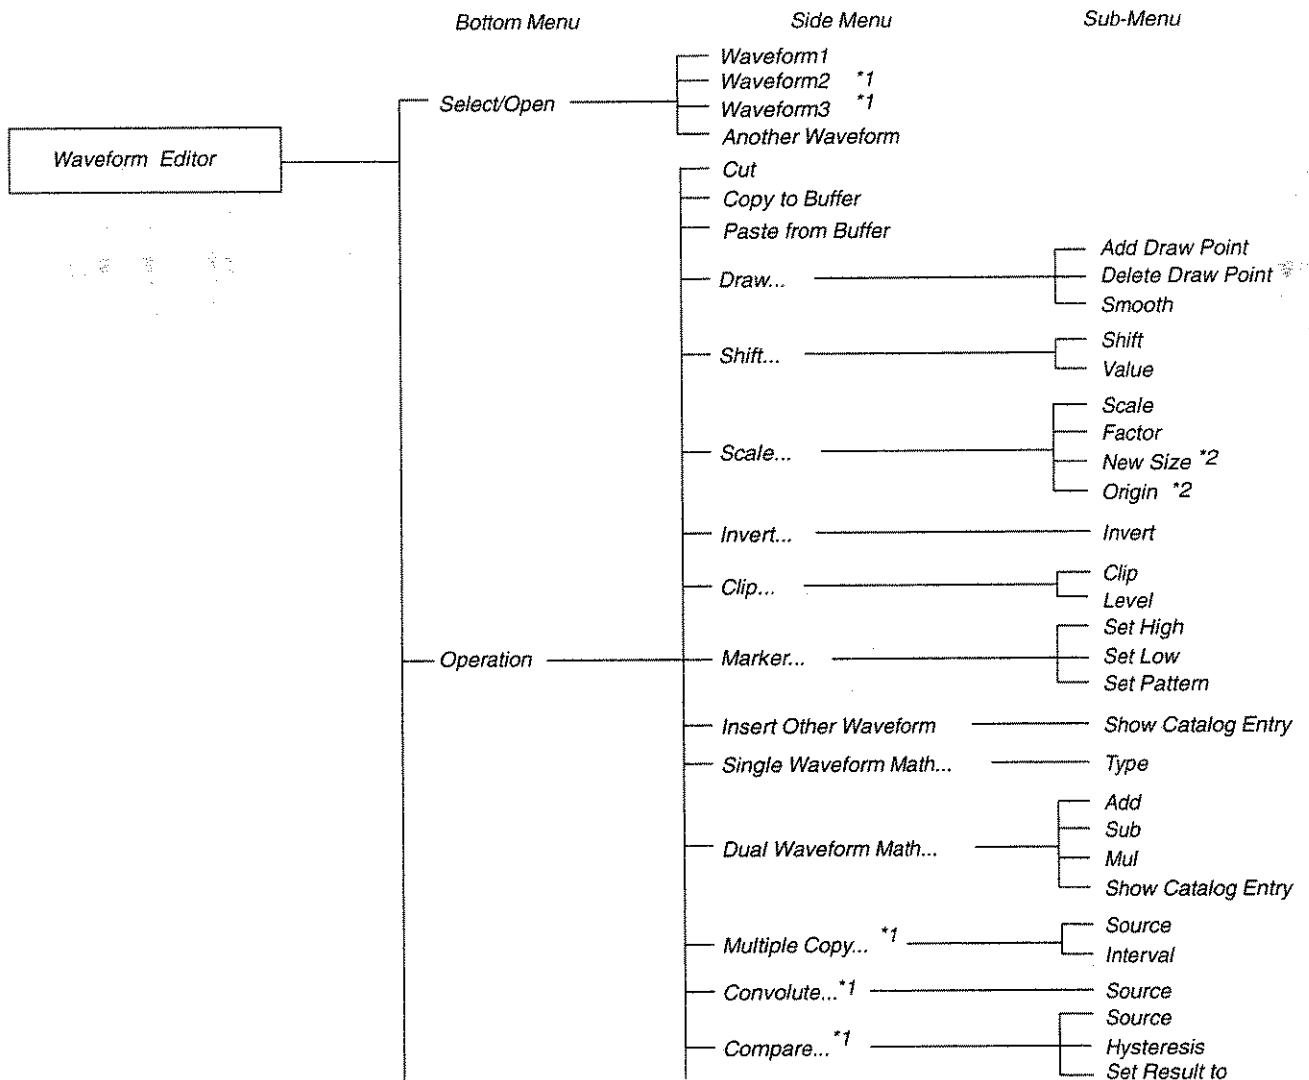 Bottom Menu Side Menu Sub-Menu
Waveform1
Waveform2 *1
Select/Open
Waveform3 *1
Another Waveform
Waveform Editor
Cut
Copy to Buffer
Paste from Buffer
Add Draw Point
Draw... Delete Draw Point
Smooth
Shift
Shift...
Value
Scale
Factor
Scale...
New Size *2
Origin *2
Invert... Invert
Clip
Clip...
Level
Set High
Operation Marker... Set Low
Set Pattern
Insert Other Waveform Show Catalog Entry
Single Waveform Math... Type
Add
Sub
Dual Waveform Math...
Mul
Show Catalog Entry
Source
Multiple Copy... *1
Interval
Convolute...*1 Source
Source
Compare...*1 Hysteresis
Set Result to